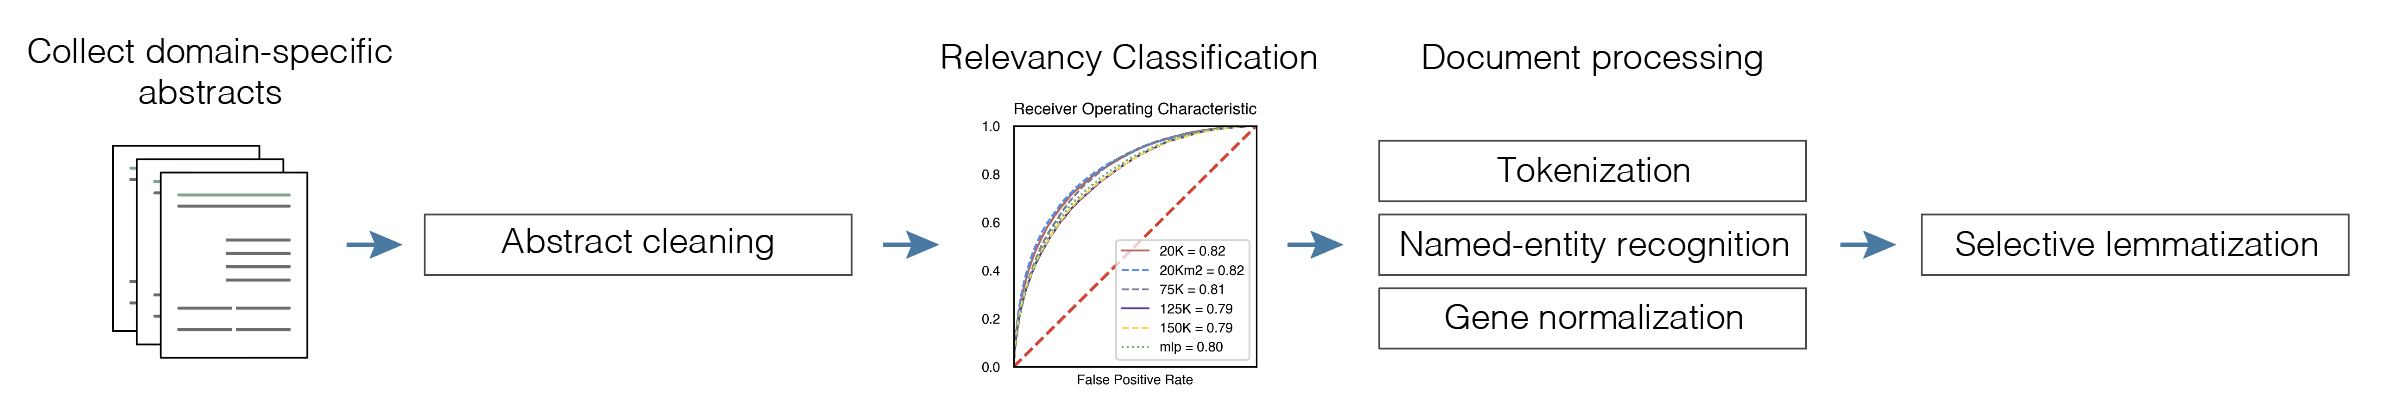 Collect domain-specific
abstracts
Abstract cleaning
Relevancy Classification
Receiver Operating Characteristic
1.0
0.8
0.6
0.4
0.2
0.0
20K = 0.82
20Km2 = 0.82
75K = 0.81
125K = 0.79
150K = 0.79
mlp = 0.80
False Positive Rate
Document processing
Tokenization
Named-entity recognition
Gene normalization
Selective lemmatization